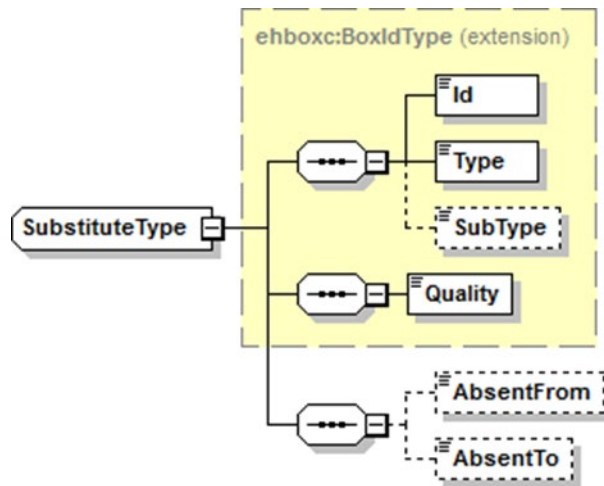 ehboxc:BoxIdType (extension)
Id
Type
SubstituteType
SubType
Quality
AbsentFrom
AbsentTo